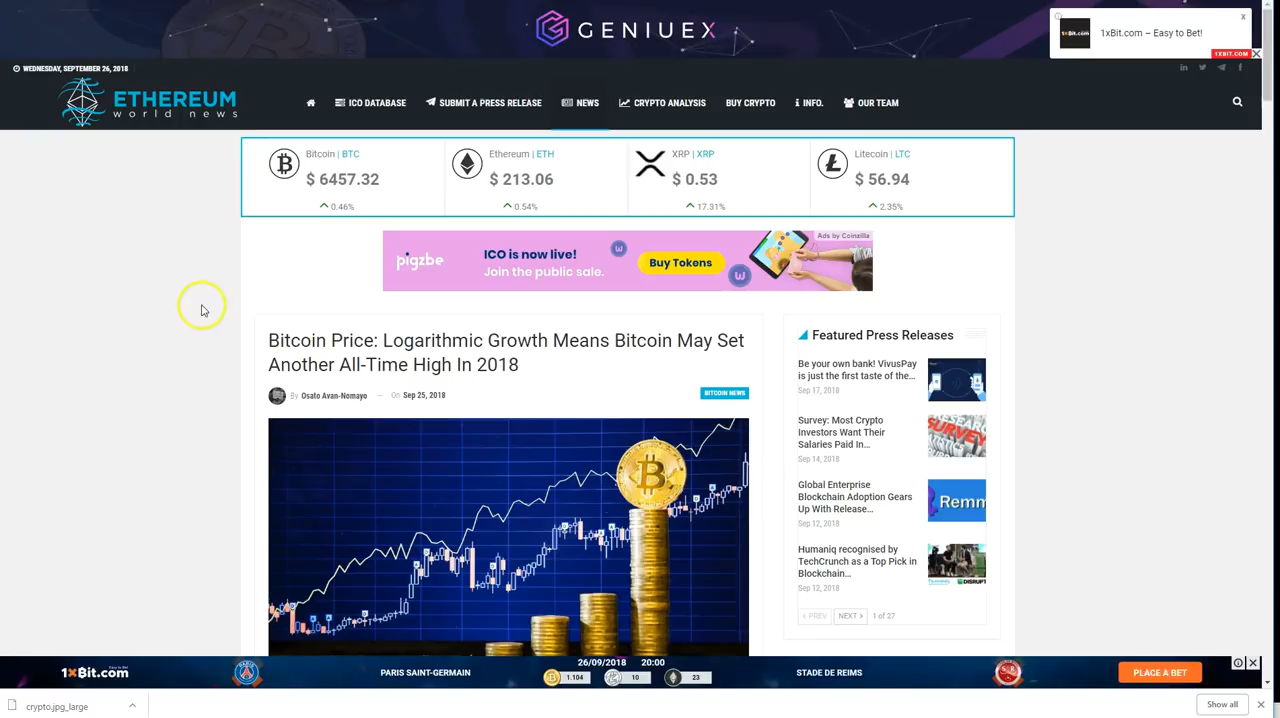 GENIUEX
1xBit.com – Easy to Bet!
1XBIT.COM
WEDNESDAY, SEPTEMBER 26, 2018
ETHEREUM
world news
ICO DATABASE
SUBMIT A PRESS RELEASE
NEWS
CRYPTO ANALYSIS
BUY CRYPTO
INFO.
OUR TEAM
Bitcoin | BTC
$ 6457.32
0.46%
Ethereum | ETH
$ 213.06
0.54%
XRP | XRP
$ 0.53
17.31%
Litecoin | LTC
$ 56.94
2.35%
Ads by Coinzilla
pigzbe
ICO is now live!
Join the public sale.
Buy Tokens
Bitcoin Price: Logarithmic Growth Means Bitcoin May Set
Another All-Time High In 2018
By Osato Avan-Nomayo — On Sep 25, 2018
BITCOIN NEWS
Featured Press Releases
Be your own bank! VivusPay
is just the first taste of the...
Sep 17, 2018
Survey: Most Crypto
Investors Want Their
Salaries Paid In...
Sep 14, 2018
Global Enterprise
Blockchain Adoption Gears
Up With Release...
Sep 12, 2018
Remm
Humaniq recognised by
TechCrunch as a Top Pick in
Blockchain...
Sep 12, 2018
DISRUPT
PREV
NEXT
1 of 27
1xBit.com
PARIS SAINT-GERMAIN
26/09/2018 20:00
1.104
10
23
STADE DE REIMS
PLACE A BET
crypto.jpg_large
Show all